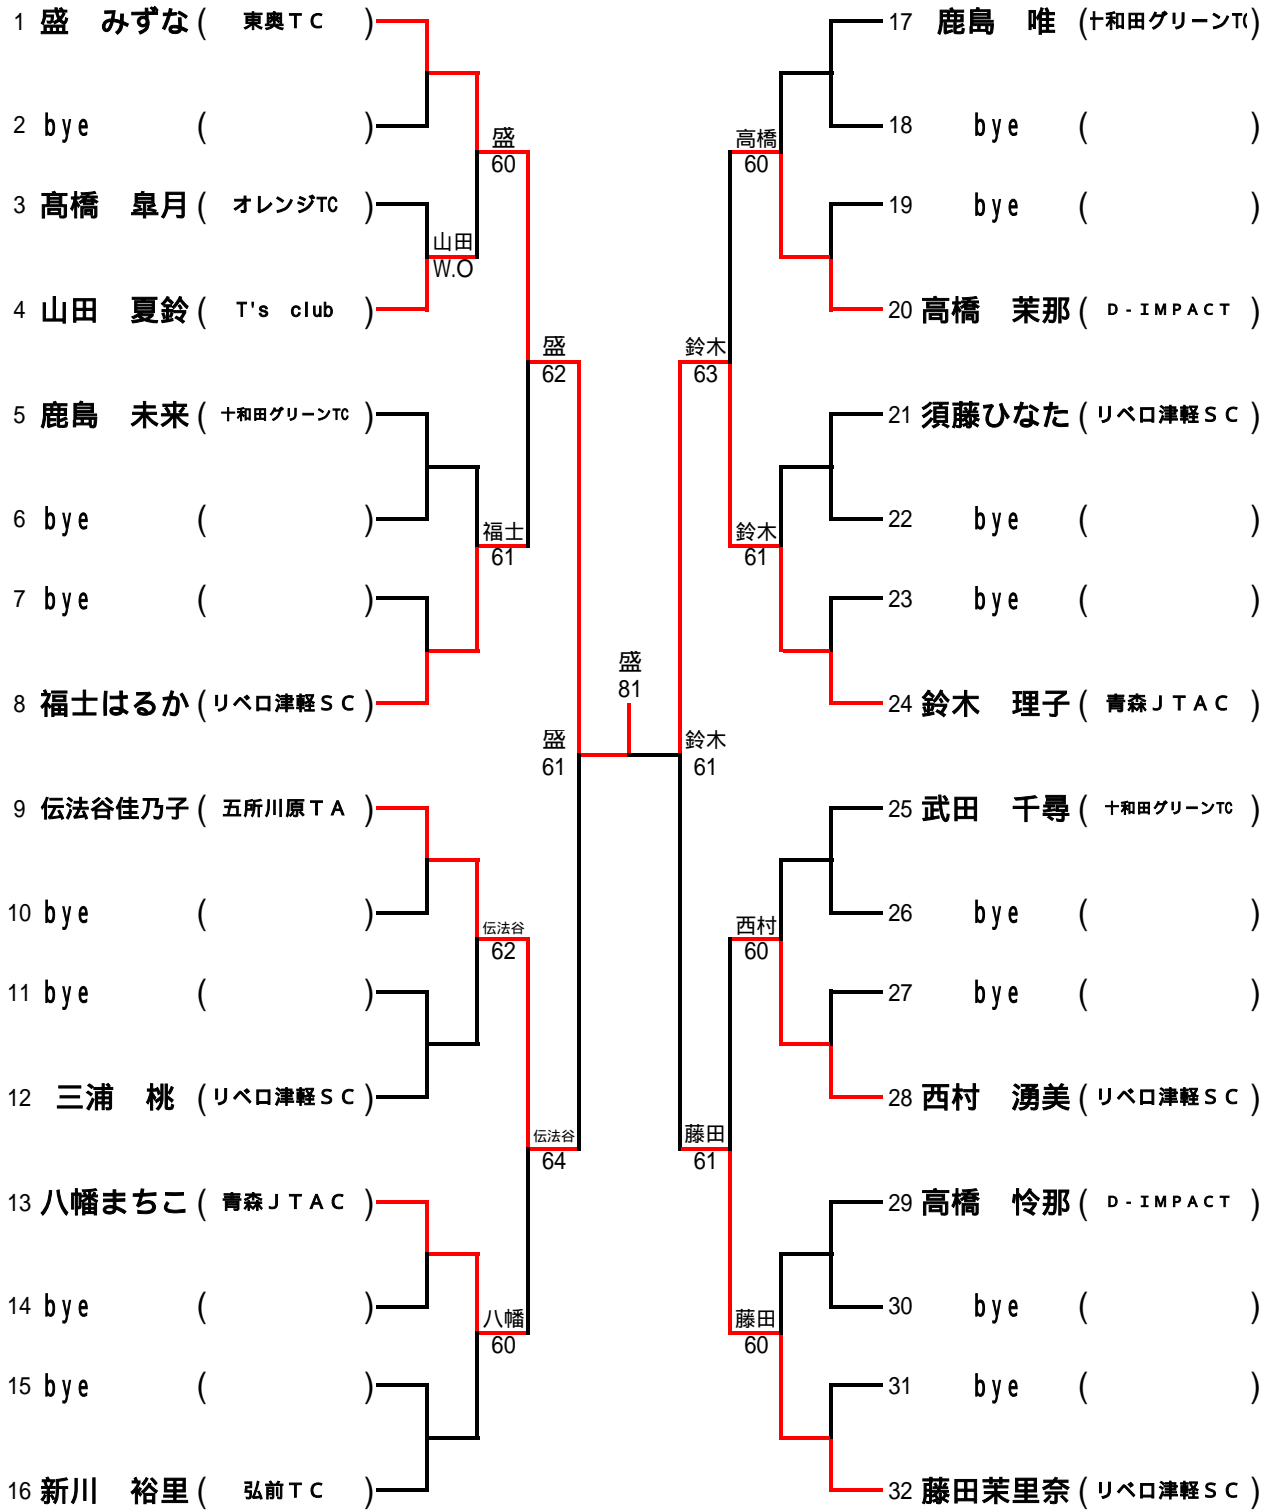 1 盛 みずな ( 東奥ＴＣ )
2 bye ( )
盛
60
3 髙橋 皐月 ( オレンジTC )
山田
W.O
4 山田 夏鈴 ( T's club )
盛
62
5 鹿島 未来 ( 十和田グリーンTC )
6 bye ( )
福士
61
7 bye ( )
8 福士はるか ( リベロ津軽ＳＣ )
盛
61
9 伝法谷佳乃子 ( 五所川原ＴＡ )
10 bye ( )
伝法谷
62
11 bye ( )
12 三浦 桃 ( リベロ津軽ＳＣ )
伝法谷
64
13 八幡まちこ ( 青森ＪＴＡＣ )
14 bye ( )
八幡
60
15 bye ( )
16 新川 裕里 ( 弘前ＴＣ )
盛
81
17 鹿島 唯 (十和田グリーンTC)
18 bye ( )
高橋
60
19 bye ( )
20 高橋 茉那 ( Ｄ-ＩＭＰＡＣＴ )
鈴木
63
21 須藤ひなた ( リベロ津軽ＳＣ )
22 bye ( )
鈴木
61
23 bye ( )
24 鈴木 理子 ( 青森ＪＴＡＣ )
鈴木
61
25 武田 千尋 ( 十和田グリーンTC )
26 bye ( )
西村
60
27 bye ( )
28 西村 湧美 ( リベロ津軽ＳＣ )
藤田
61
29 高橋 怜那 ( Ｄ-ＩＭＰＡＣＴ )
30 bye ( )
藤田
60
31 bye ( )
32 藤田茉里奈 ( リベロ津軽ＳＣ )